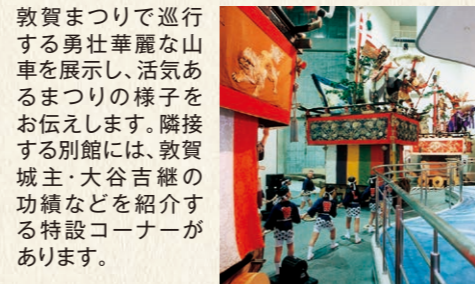 敦賀まつりで巡行
する勇壮華麗な山
車を展示し、活気あ
るまつりの様子を
お伝えします。隣接
する別館には、敦賀
城主・大谷吉継の
功績などを紹介す
る特設コーナーが
あります。